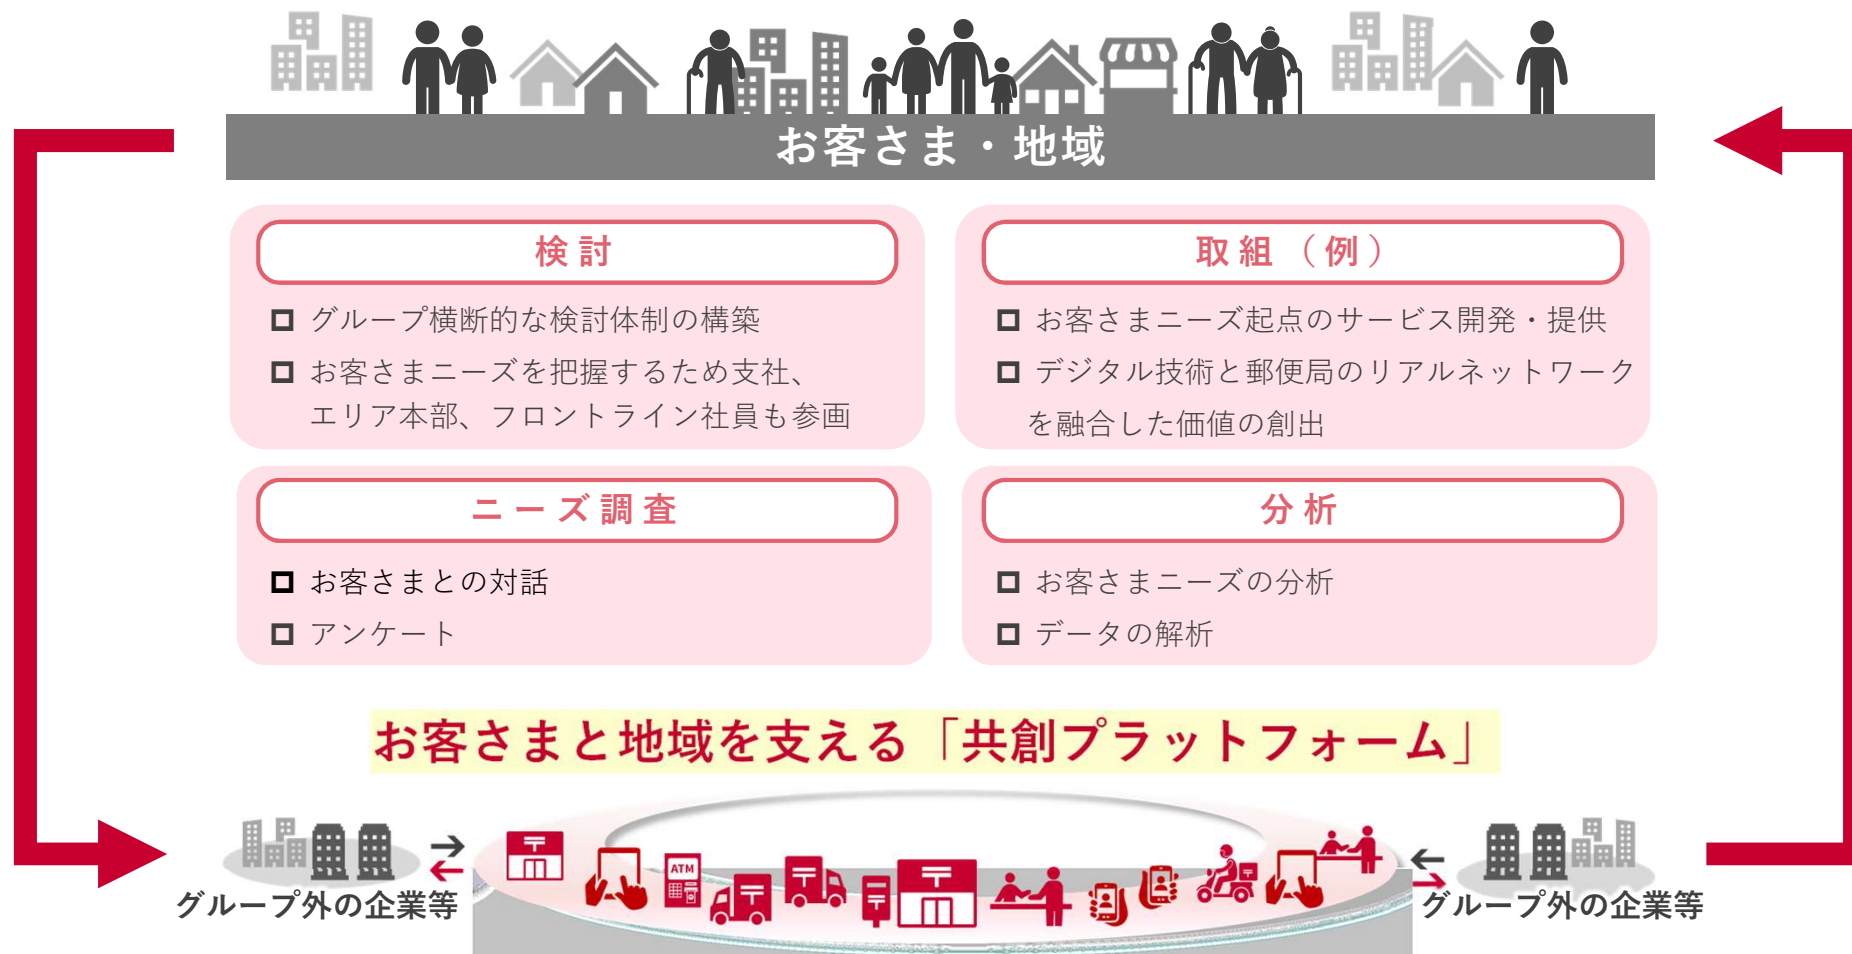 お客さま・地域
検討
グループ横断的な検討体制の構築
お客さまニーズを把握するため支社、
エリア本部、フロントライン社員も参画
取組（例）
お客さまニーズ起点のサービス開発・提供
デジタル技術と郵便局のリアルネットワーク
を融合した価値の創出
ニーズ調査
お客さまとの対話
アンケート
分析
お客さまニーズの分析
データの解析
お客さまと地域を支える「共創プラットフォーム」
グループ外の企業等
ATM
グループ外の企業等